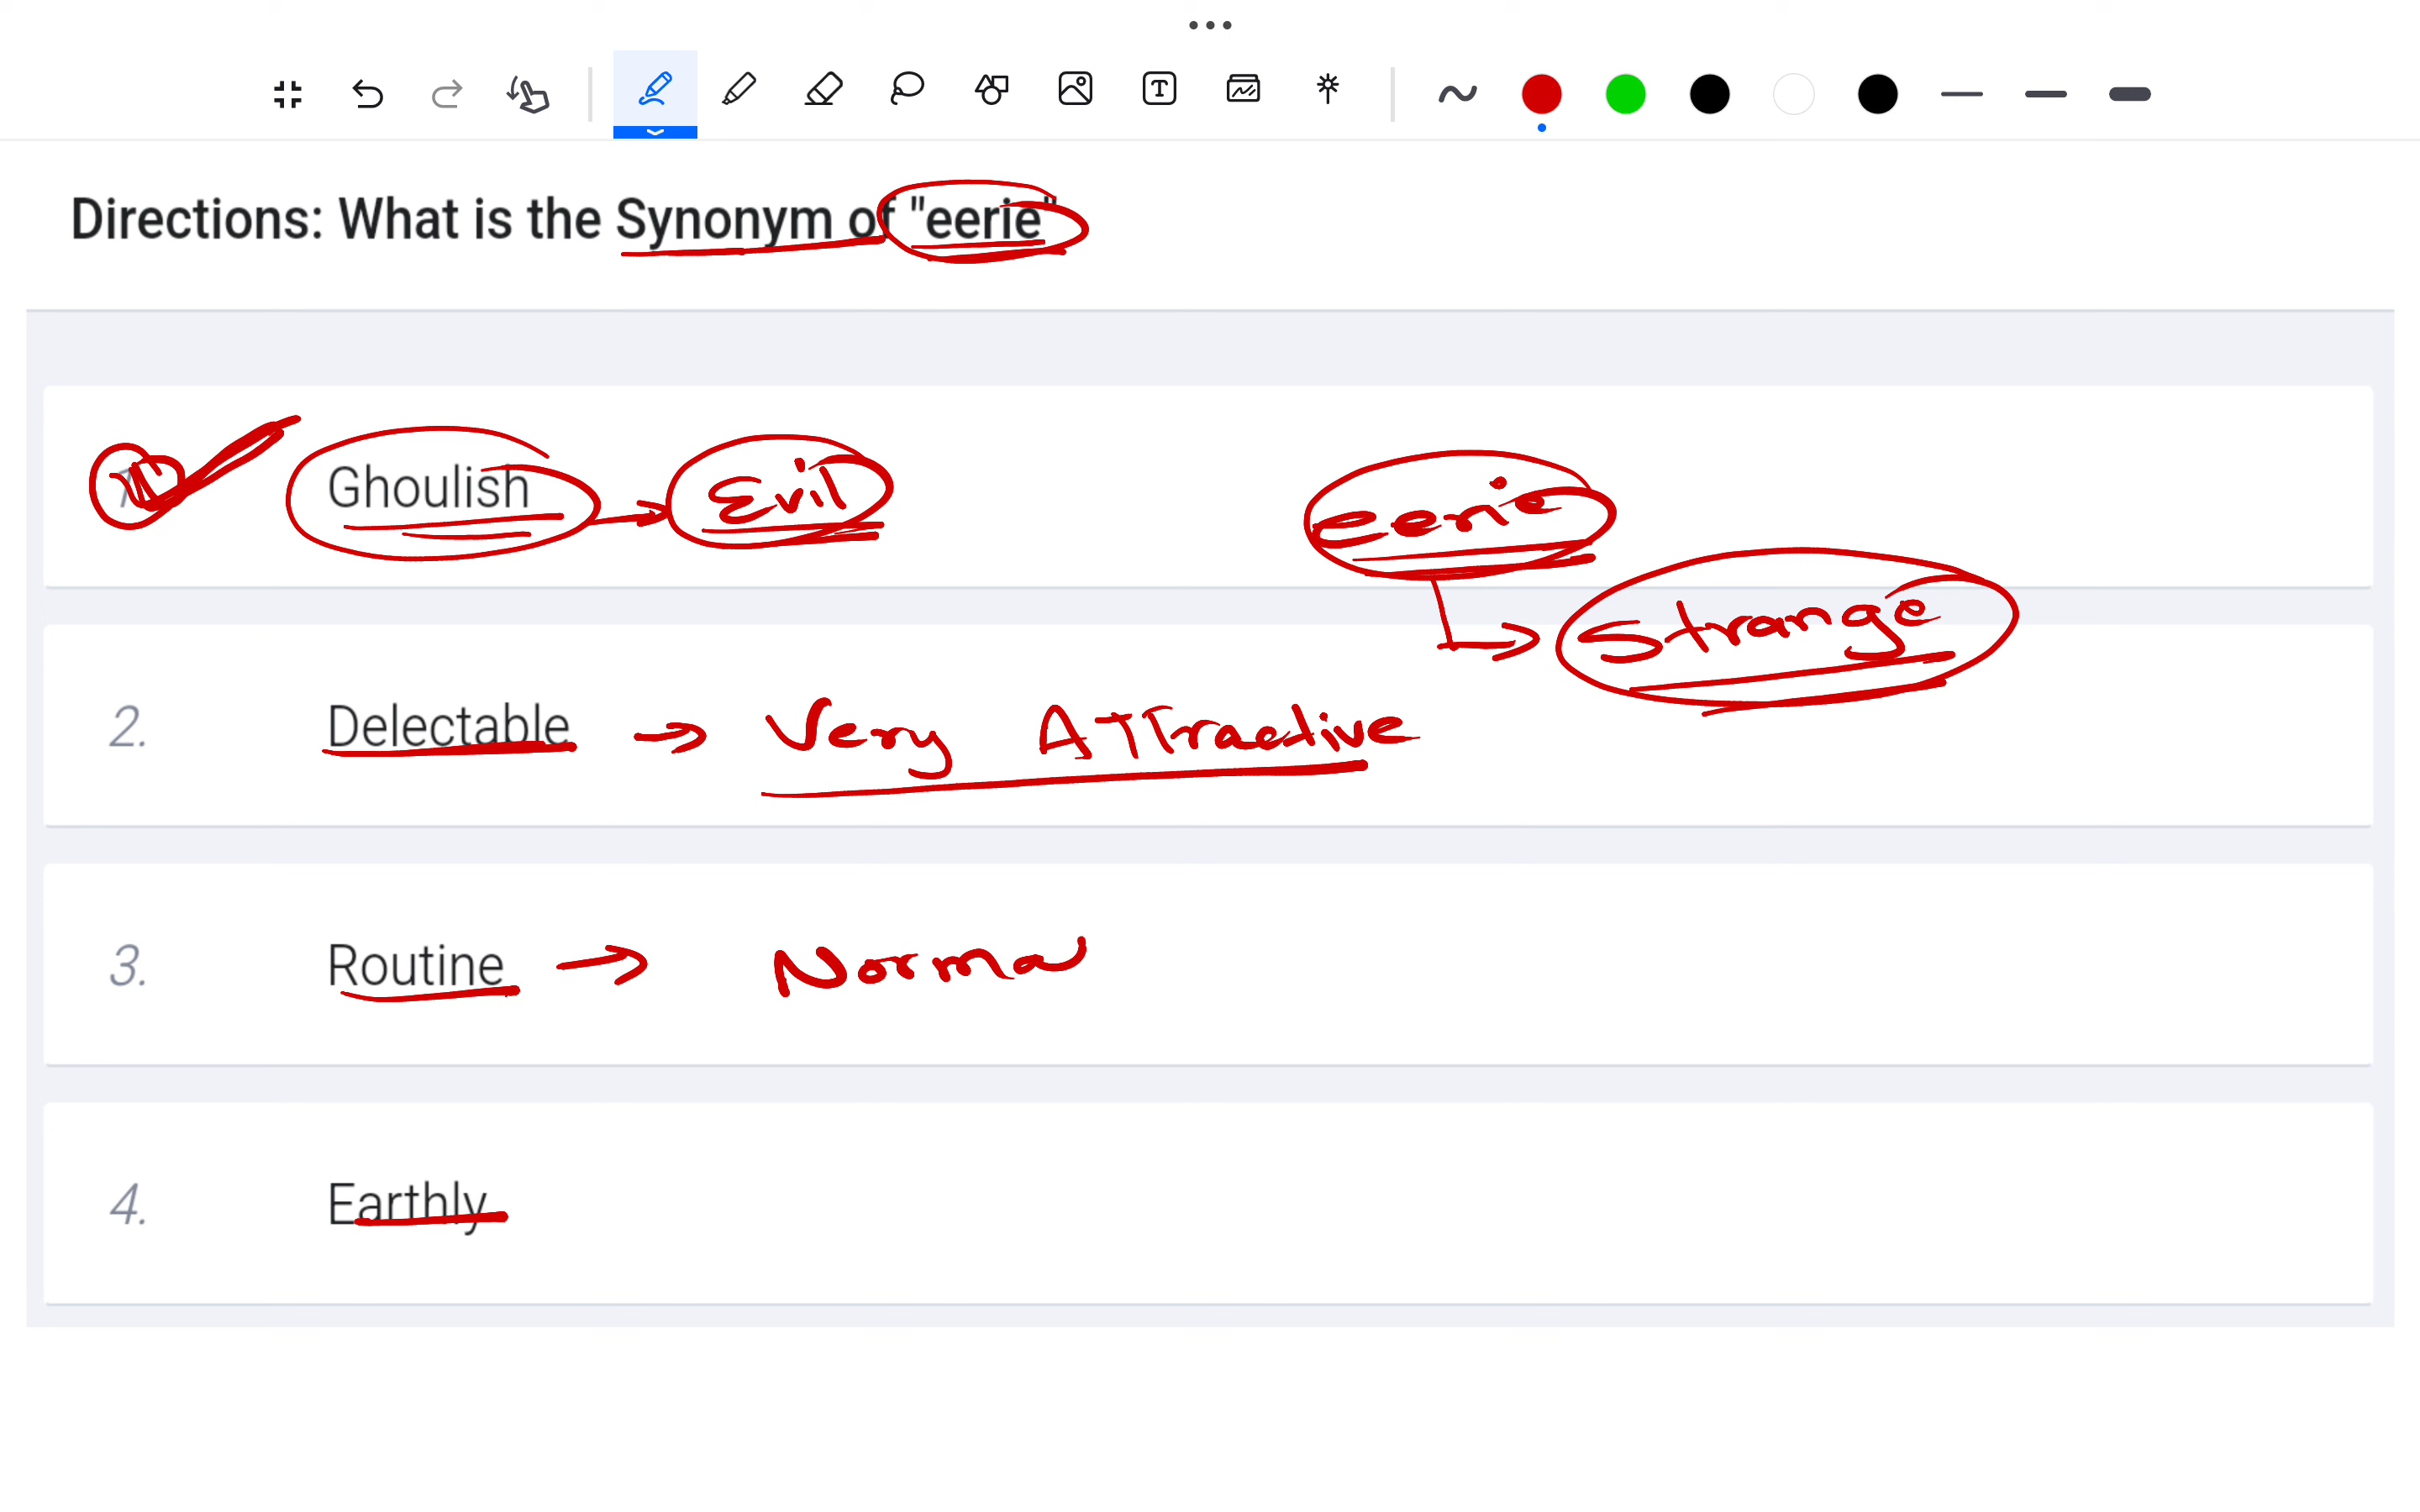 Directions: What is the Synonym of "eerie"
1. Ghoulish → Evil
eerie
↳ Strange
2. Delectable → Very ATTractive
3. Routine → Normal
4. Earthly